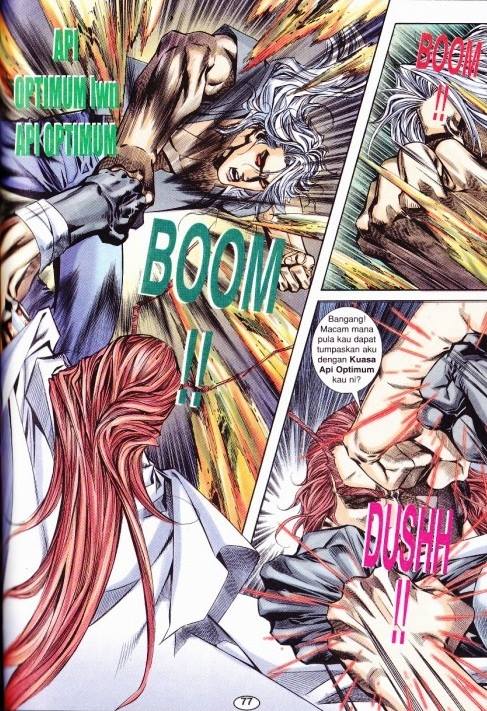 API
OPTIMUM lwn
API OPTIMUM
BOOM
!!
BOOM
!!
Bangang!
Macam mana
pula kau dapat
tumpaskan aku
dengan Kuasa
Api Optimum
kau ni?
DUSHH
!!
77